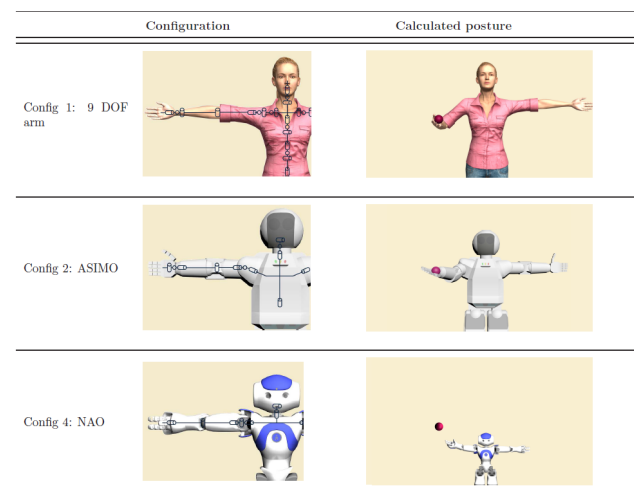 Configuration Calculated posture
Config 1: 9 DOF
arm
Config 2: ASIMO
Config 4: NAO